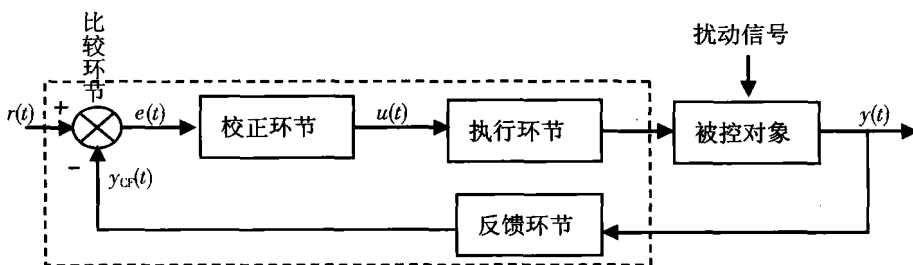 比较环节
扰动信号
r(t)
+
e(t)
校正环节
u(t)
执行环节
被控对象
y(t)
−
y_CF(t)
反馈环节